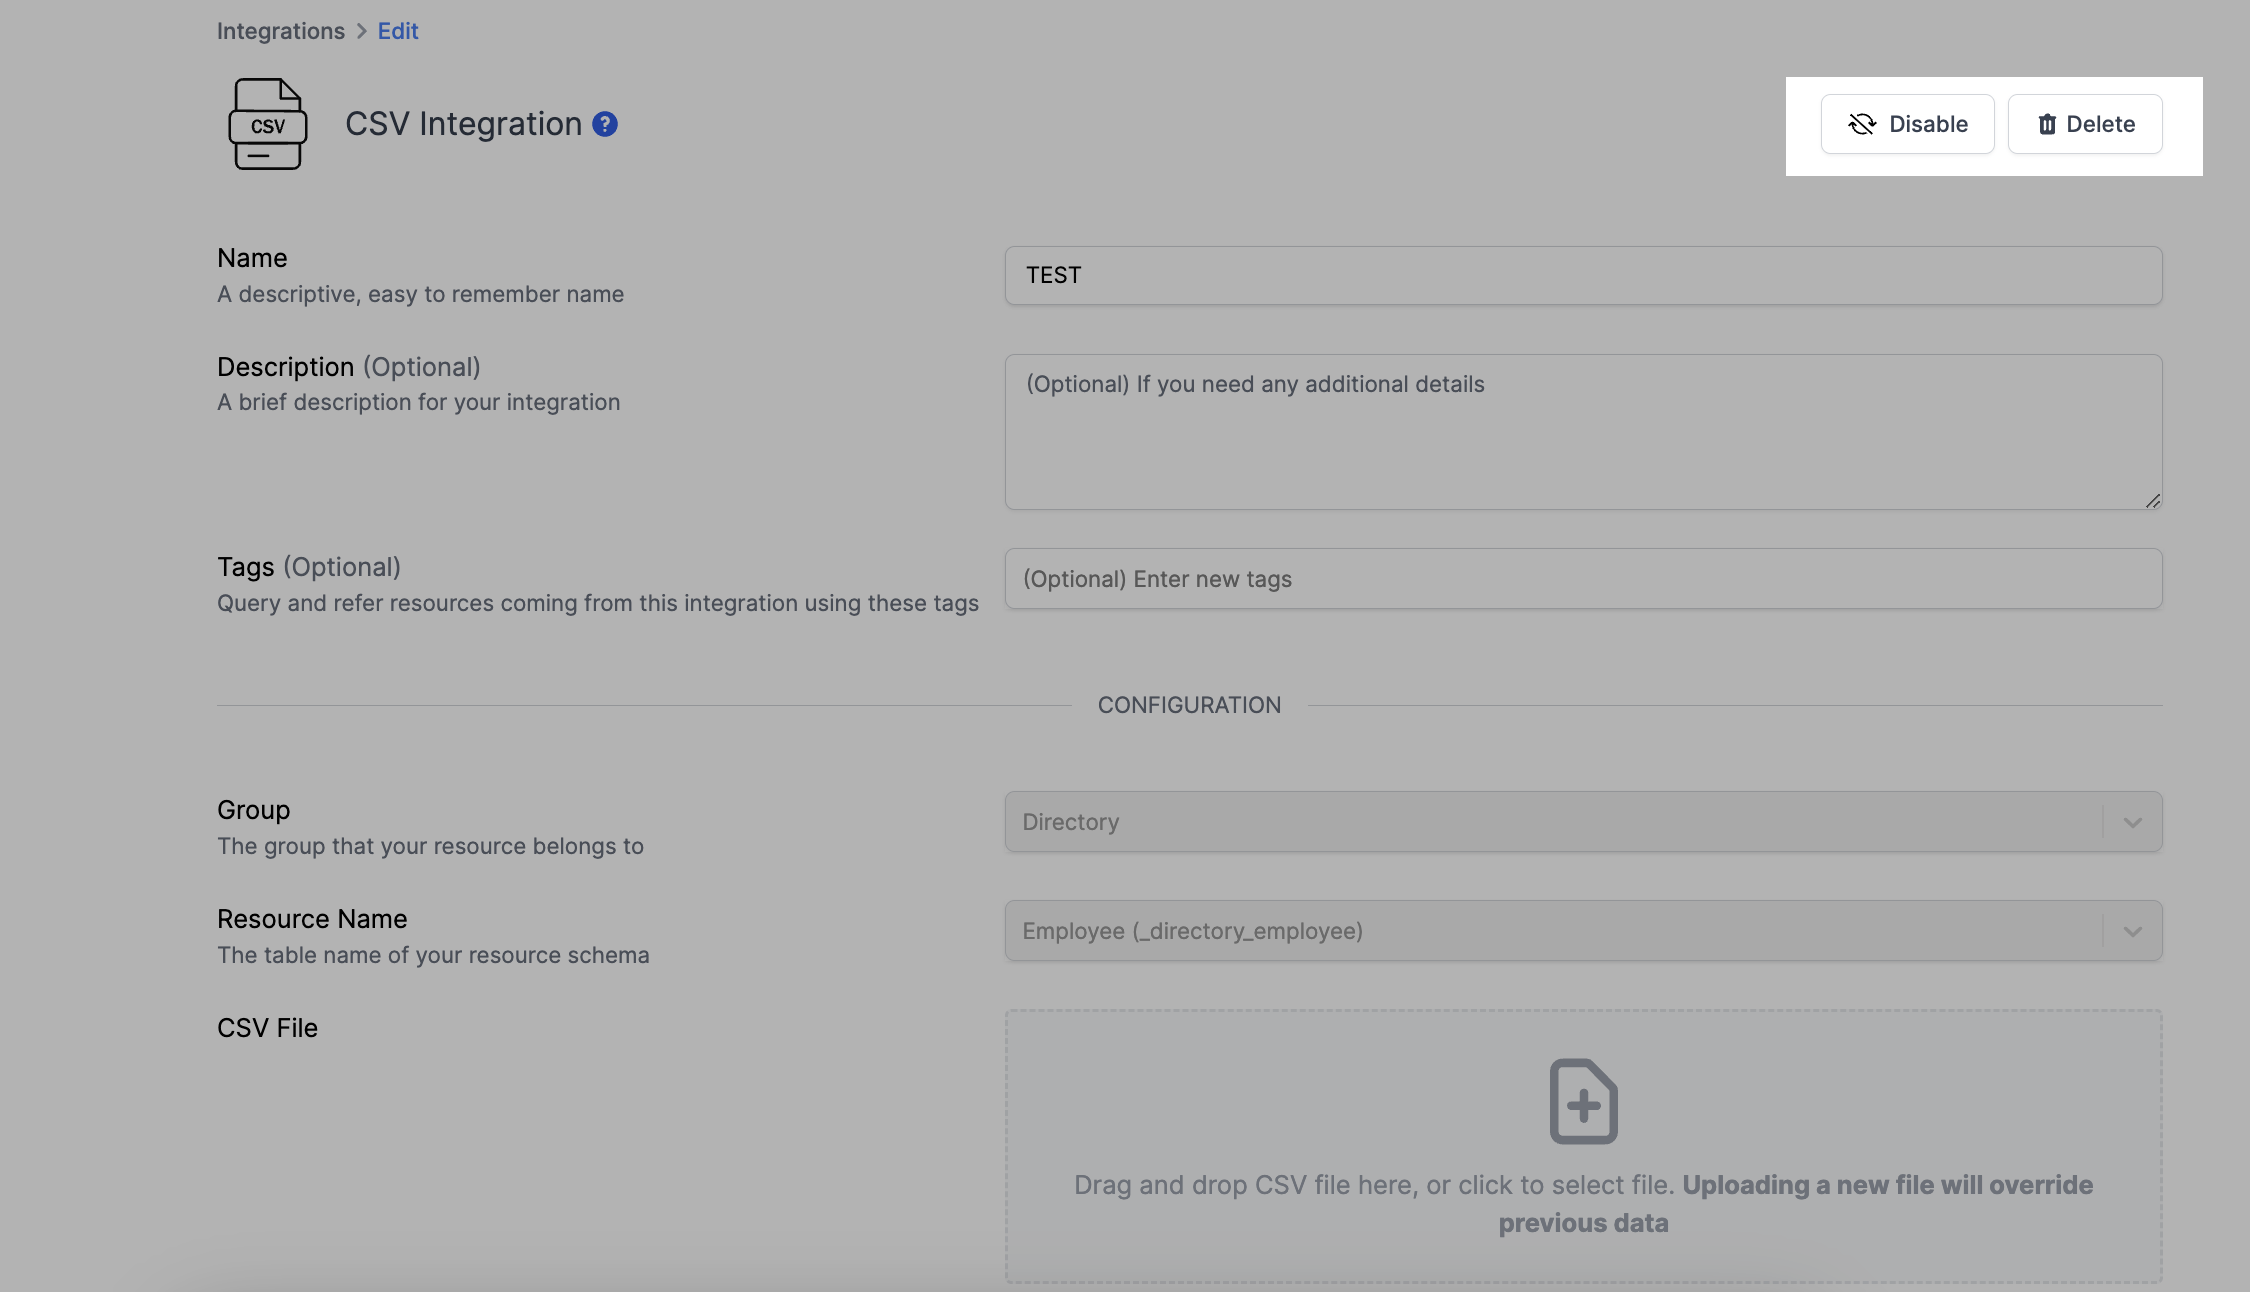 Integrations > Edit
CSV
CSV Integration ?
Disable
Delete
Name
A descriptive, easy to remember name
TEST
Description (Optional)
A brief description for your integration
(Optional) If you need any additional details
Tags (Optional)
Query and refer resources coming from this integration using these tags
(Optional) Enter new tags
CONFIGURATION
Group
The group that your resource belongs to
Directory
Resource Name
The table name of your resource schema
Employee (_directory_employee)
CSV File
Drag and drop CSV file here, or click to select file. Uploading a new file will override
previous data